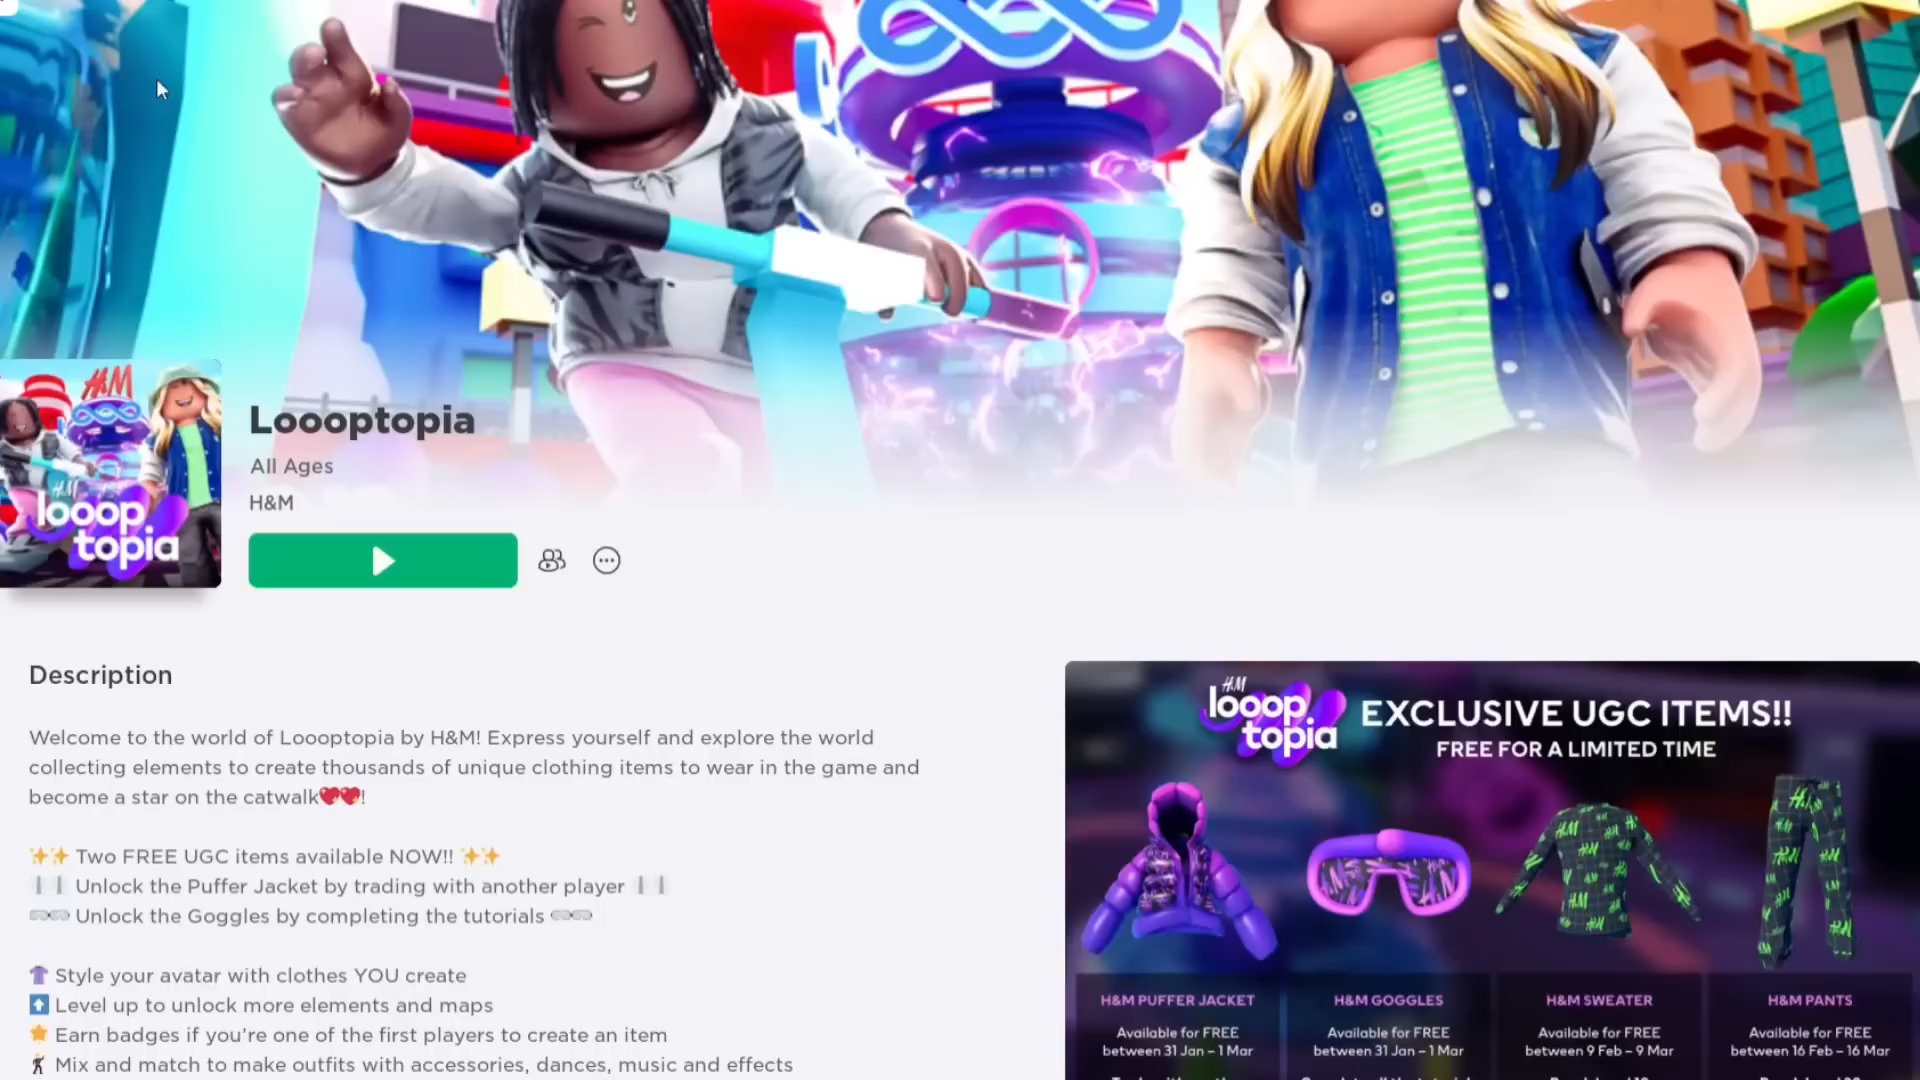 H&M
looop
topia
Loooptopia
All Ages
H&M
Description
Welcome to the world of Loooptopia by H&M! Express yourself and explore the world
collecting elements to create thousands of unique clothing items to wear in the game and
become a star on the catwalk💖💖!
✨✨ Two FREE UGC items available NOW!! ✨✨
Unlock the Puffer Jacket by trading with another player
🥽🥽 Unlock the Goggles by completing the tutorials 🥽🥽
👚 Style your avatar with clothes YOU create
⬆️ Level up to unlock more elements and maps
⭐ Earn badges if you’re one of the first players to create an item
🕺 Mix and match to make outfits with accessories, dances, music and effects
H&M
looop
topia
EXCLUSIVE UGC ITEMS!!
FREE FOR A LIMITED TIME
H&M PUFFER JACKET
Available for FREE
between 31 Jan – 1 Mar
H&M GOGGLES
Available for FREE
between 31 Jan – 1 Mar
H&M SWEATER
Available for FREE
between 9 Feb – 9 Mar
H&M PANTS
Available for FREE
between 16 Feb – 16 Mar